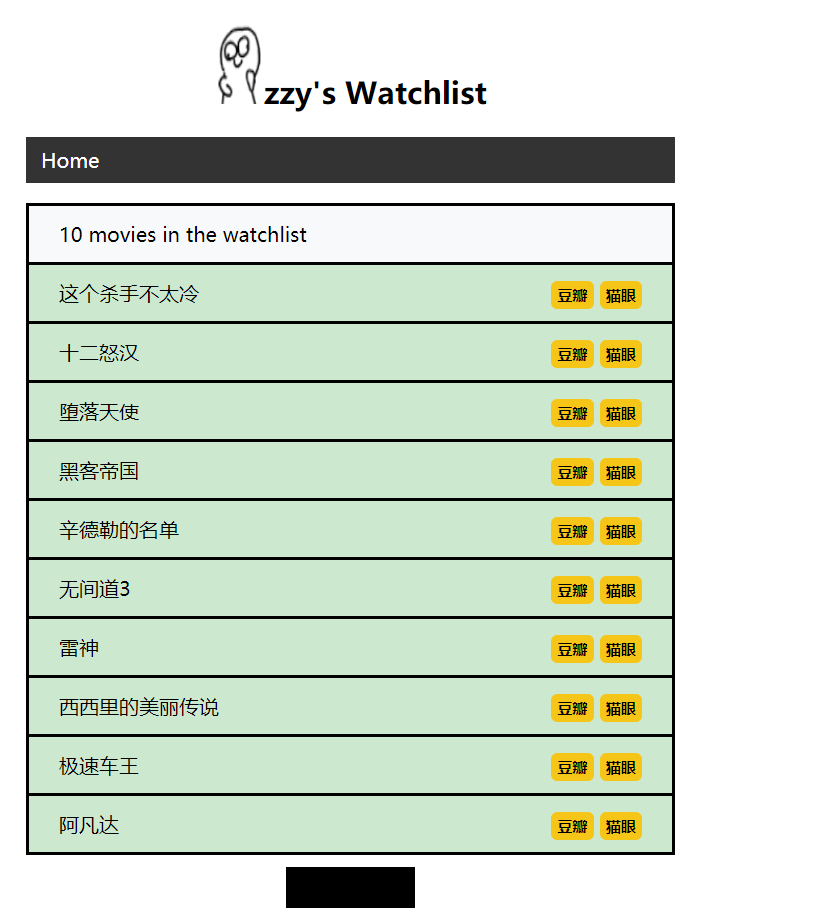 zzy's Watchlist
Home
10 movies in the watchlist
这个杀手不太冷 豆瓣 猫眼
十二怒汉 豆瓣 猫眼
堕落天使 豆瓣 猫眼
黑客帝国 豆瓣 猫眼
辛德勒的名单 豆瓣 猫眼
无间道3 豆瓣 猫眼
雷神 豆瓣 猫眼
西西里的美丽传说 豆瓣 猫眼
极速车王 豆瓣 猫眼
阿凡达 豆瓣 猫眼